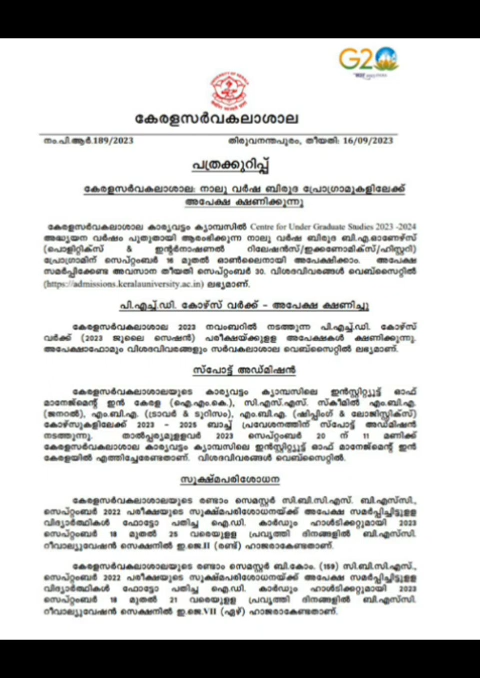 G20
കേരളസർവകലാശാല
നം.പി.ആർ.189/2023 തിരുവനന്തപുരം, തീയതി: 16/09/2023
പത്രക്കുറിപ്പ്
കേരളസർവകലാശാല: നാലു വർഷ ബിരുദ പ്രോഗ്രാമുകളിലേക്ക്
അപേക്ഷ ക്ഷണിക്കുന്നു
കേരളസർവകലാശാല കാര്യവട്ടം ക്യാമ്പസിൽ Centre for Under Graduate Studies 2023 -2024
അദ്ധ്യയന വർഷം പുതുതായി ആരംഭിക്കുന്ന നാലു വർഷ ബിരുദ ബി.എ.ഓണേഴ്സ്
(പൊളിറ്റിക്സ് & ഇന്റർനാഷണൽ റിലേഷൻസ്/ഇക്കണോമിക്സ്/ഹിസ്റ്ററി)
പ്രോഗ്രാമിന് സെപ്റ്റംബർ 18 മുതൽ ഓൺലൈനായി അപേക്ഷിക്കാം. അപേക്ഷ
സമർപ്പിക്കേണ്ട അവസാന തീയതി സെപ്റ്റംബർ 30. വിശദവിവരങ്ങൾ വെബ്സൈറ്റിൽ
(https://admissions.keralauniversity.ac.in) ലഭ്യമാണ്.
പി.എച്ച്.ഡി. കോഴ്സ് വർക്ക് – അപേക്ഷ ക്ഷണിച്ചു
കേരളസർവകലാശാല 2023 നവംബറിൽ നടത്തുന്ന പി.എച്ച്.ഡി. കോഴ്സ്
വർക്ക് (2023 ജൂലൈ സെഷൻ) പരീക്ഷയ്ക്കുളള അപേക്ഷകൾ ക്ഷണിക്കുന്നു.
അപേക്ഷാഫോമും വിശദവിവരങ്ങളും സർവകലാശാല വെബ്സൈറ്റിൽ ലഭ്യമാണ്.
സ്പോട്ട് അഡ്മിഷൻ
കേരളസർവകലാശാലയുടെ കാര്യവട്ടം ക്യാമ്പസിലെ ഇൻസ്റ്റിറ്റ്യൂട്ട് ഓഫ്
മാനേജ്മെന്റ് ഇൻ കേരള (ഐ.എം.കെ.), സി.എസ്.എസ്. സ്കീമിൽ എം.ബി.എ.
(ജനറൽ), എം.ബി.എ. (ട്രാവൽ & ടൂറിസം), എം.ബി.എ. (ഷിപ്പിംഗ് & ലോജിസ്റ്റിക്സ്)
കോഴ്സുകളിലേക്ക് 2023 – 2025 ബാച്ച് പ്രവേശനത്തിന് സ്പോട്ട് അഡ്മിഷൻ
നടത്തുന്നു. താൽപ്പര്യമുളളവർ 2023 സെപ്റ്റംബർ 20 ന് 11 മണിക്ക്
കേരളസർവകലാശാല കാര്യവട്ടം ക്യാമ്പസിലെ ഇൻസ്റ്റിറ്റ്യൂട്ട് ഓഫ് മാനേജ്മെന്റ് ഇൻ
കേരളയിൽ എത്തിച്ചേരേണ്ടതാണ്. വിശദവിവരങ്ങൾ വെബ്സൈറ്റിൽ.
സൂക്ഷ്മപരിശോധന
കേരളസർവകലാശാലയുടെ രണ്ടാം സെമസ്റ്റർ സി.ബി.സി.എസ്. ബി.എസ്‍സി.,
സെപ്റ്റംബർ 2022 പരീക്ഷയുടെ സൂക്ഷ്മപരിശോധനയ്ക്ക് അപേക്ഷ സമർപ്പിച്ചിട്ടുളള
വിദ്യാർത്ഥികൾ ഫോട്ടോ പതിച്ച ഐ.ഡി. കാർഡും ഹാൾടിക്കറ്റുമായി 2023
സെപ്റ്റംബർ 18 മുതൽ 25 വരെയുളള പ്രവൃത്തി ദിനങ്ങളിൽ ബി.എസ്‍സി.
റീവാല്യുവേഷൻ സെക്ഷനിൽ ഇ.ജെ.II (രണ്ട്) ഹാജരാകേണ്ടതാണ്.
കേരളസർവകലാശാലയുടെ രണ്ടാം സെമസ്റ്റർ ബി.കോം. (159) സി.ബി.സി.എസ്.,
സെപ്റ്റംബർ 2022 പരീക്ഷയുടെ സൂക്ഷ്മപരിശോധനയ്ക്ക് അപേക്ഷ സമർപ്പിച്ചിട്ടുളള
വിദ്യാർത്ഥികൾ ഫോട്ടോ പതിച്ച ഐ.ഡി. കാർഡും ഹാൾടിക്കറ്റുമായി 2023
സെപ്റ്റംബർ 18 മുതൽ 21 വരെയുളള പ്രവൃത്തി ദിനങ്ങളിൽ ബി.എസ്‍സി.
റീവാല്യുവേഷൻ സെക്ഷനിൽ ഇ.ജെ.VII (ഏഴ്) ഹാജരാകേണ്ടതാണ്.